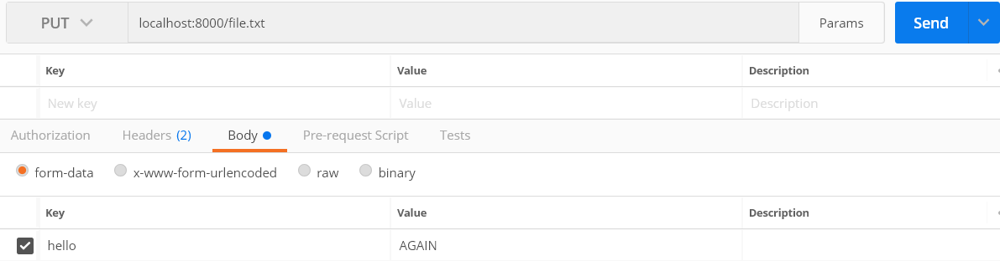 PUT localhost:8000/file.txt Params Send
Key Value Description
New key Value Description
Authorization Headers (2) Body Pre-request Script Tests
form-data x-www-form-urlencoded raw binary
Key Value Description
hello AGAIN